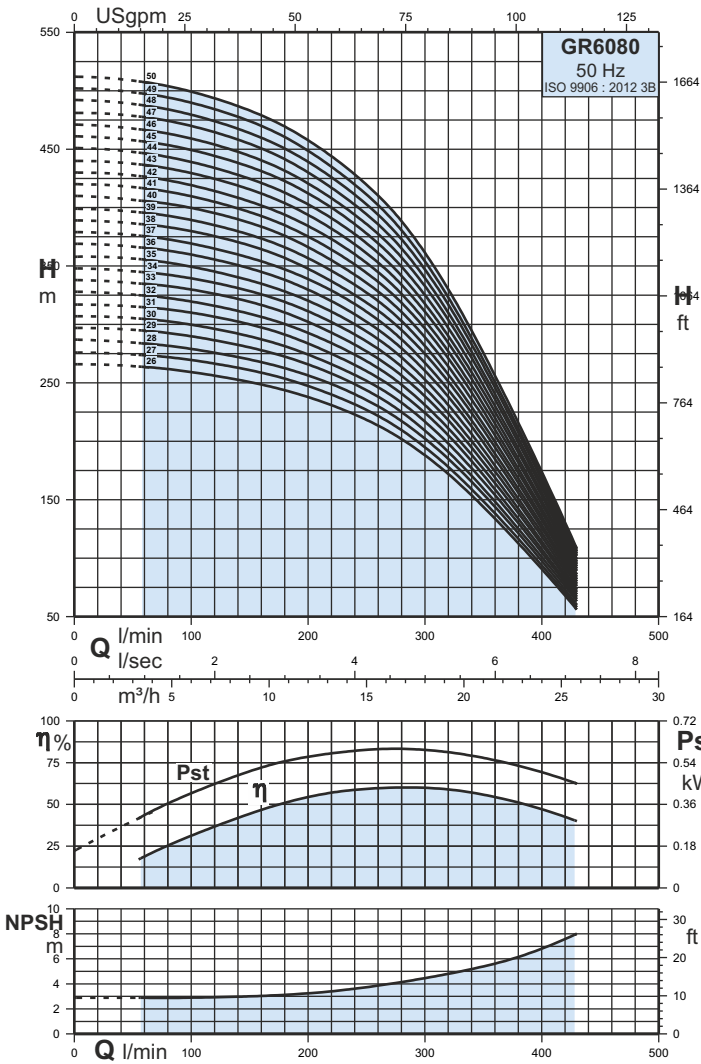 0 USgpm 25 50 75 100 125
550 450 350 250 150 50
H
m
GR6080
50 Hz
ISO 9906 : 2012 3B
1664 1364 1064 764 464 164
H
ft
50
49
48
47
46
45
44
43
42
41
40
39
38
37
36
35
34
33
32
31
30
29
28
27
26
0 100 200 300 400 500
Q l/min
l/sec
0 2 4 6 8
0 m³/h 5 10 15 20 25 30
η%
100 75 50 25 0
Pst
η
0.72 0.54 0.36 0.18 0
Ps
kW
NPSH
m
10 8 6 4 2 0
30 20 10 0
ft
0 Q l/min 100 200 300 400 500